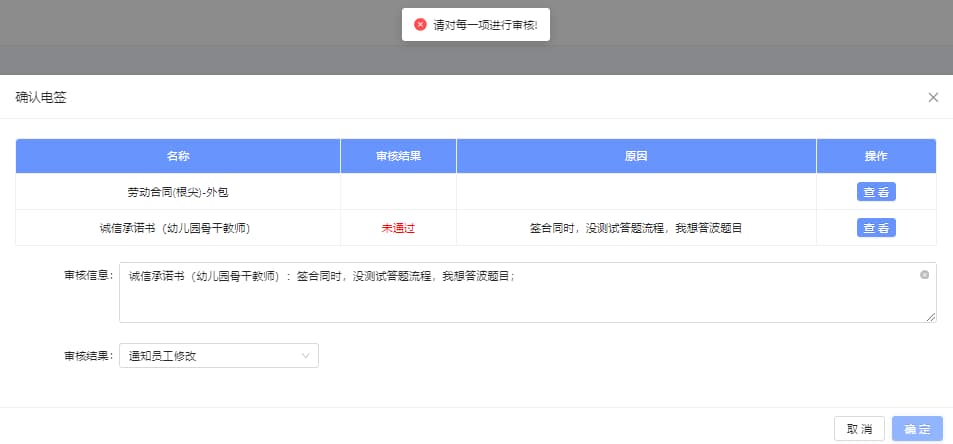 请对每一项进行审核!
确认电签
名称 审核结果 原因 操作
劳动合同(根尖)-外包 查看
诚信承诺书（幼儿园骨干教师） 未通过 签合同时，没测试答题流程，我想答波题目 查看
审核信息： 诚信承诺书（幼儿园骨干教师）：签合同时，没测试答题流程，我想答波题目；
审核结果： 通知员工修改
取消 确定